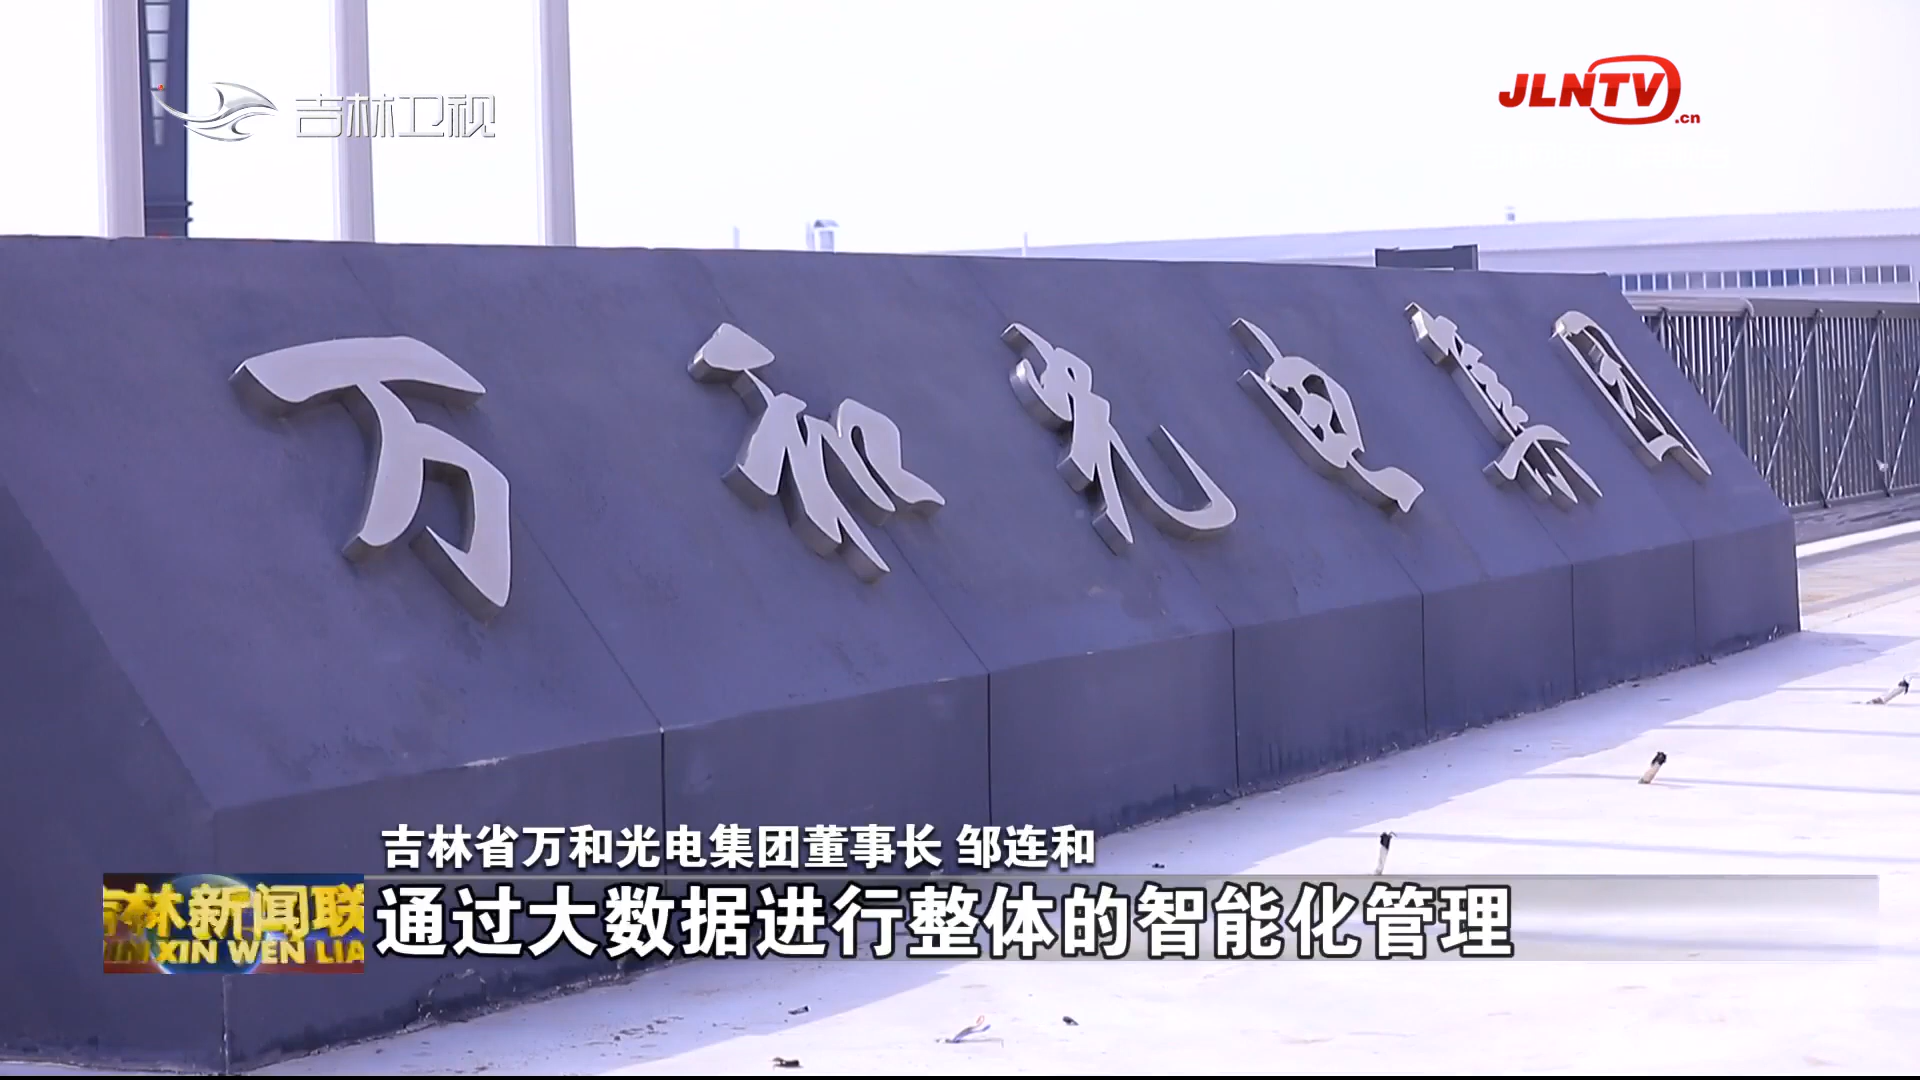 吉林卫视
JLNTV.cn
万和光电集团
吉林省万和光电集团董事长 邹连和
吉林新闻联
LIN XIN WEN LIA
通过大数据进行整体的智能化管理